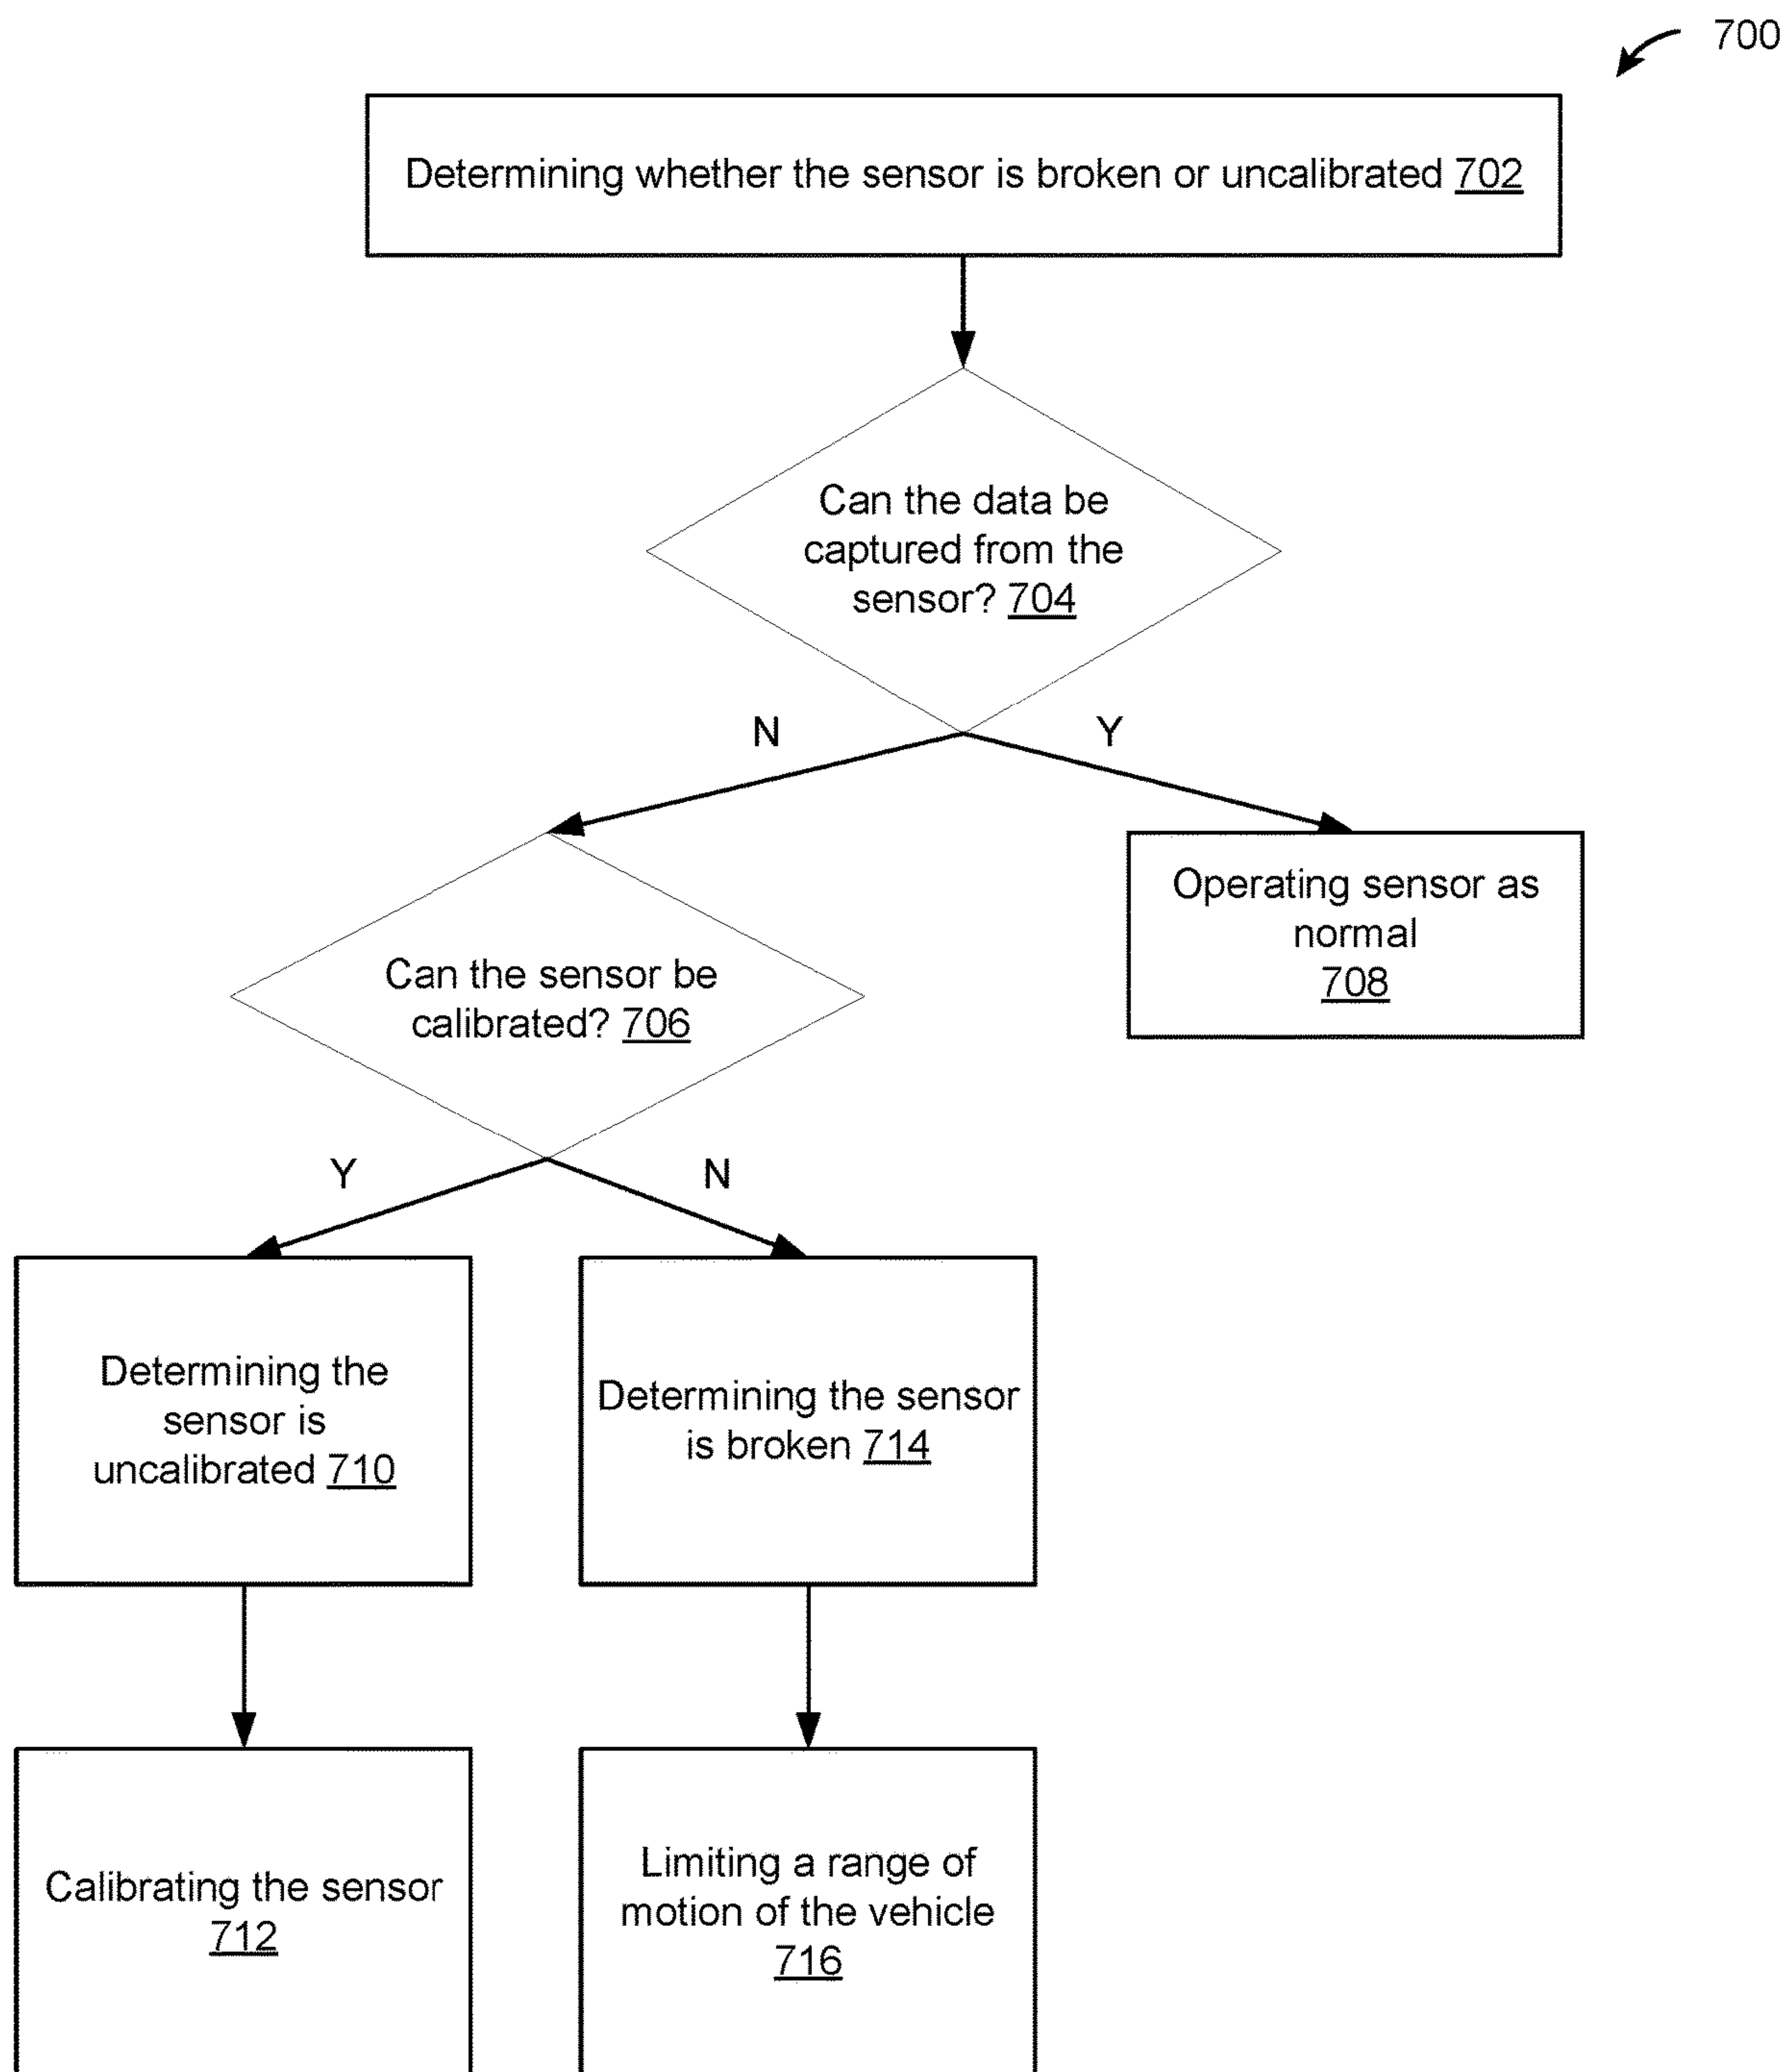 700
Determining whether the sensor is broken or uncalibrated 702
Can the data be
captured from the
sensor? 704
N
Y
Operating sensor as
normal
708
Can the sensor be
calibrated? 706
Y
N
Determining the
sensor is
uncalibrated 710
Determining the sensor
is broken 714
Calibrating the sensor
712
Limiting a range of
motion of the vehicle
716